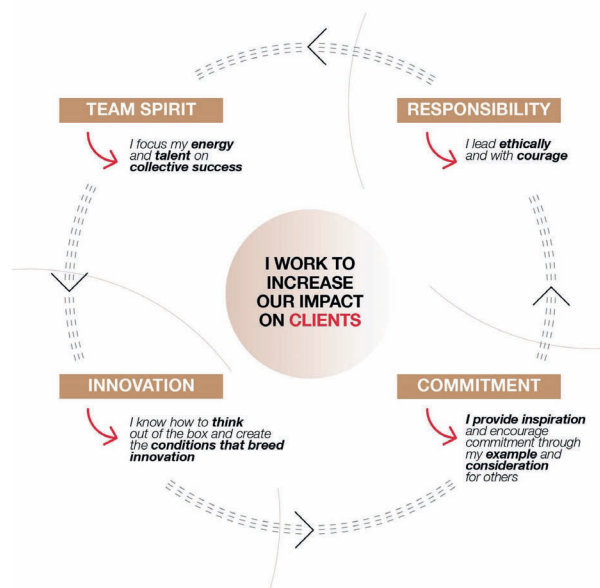 TEAM SPIRIT
I focus my energy
and talent on
collective success
RESPONSIBILITY
I lead ethically
and with courage
I WORK TO
INCREASE
OUR IMPACT
ON CLIENTS
INNOVATION
I know how to think
out of the box and create
the conditions that breed
innovation
COMMITMENT
I provide inspiration
and encourage
commitment through
my example and
consideration
for others